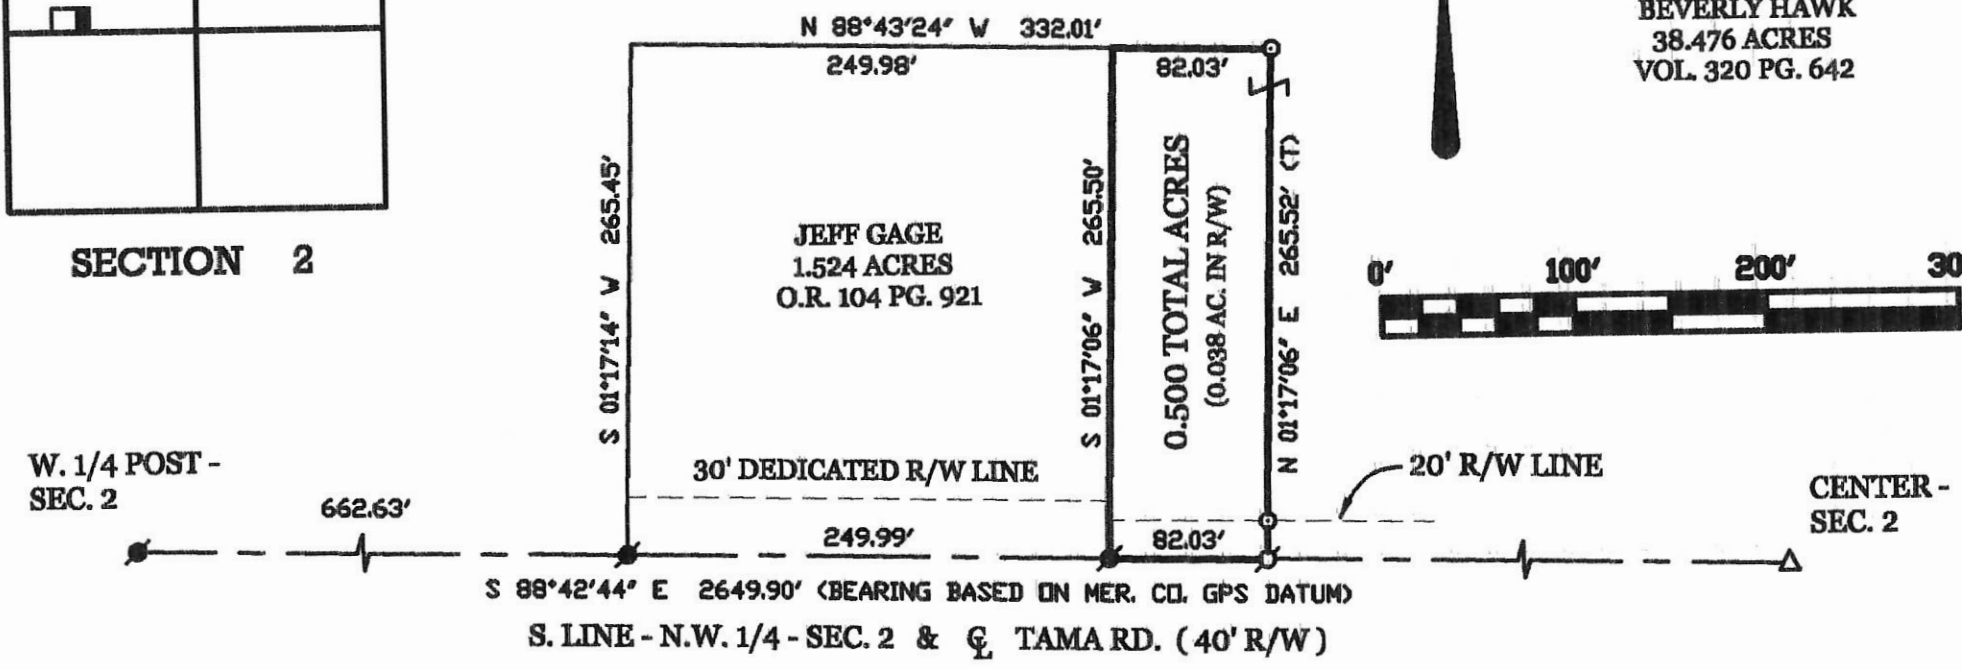 BEVERLY HAWK
38.476 ACRES
VOL. 320 PG. 642
N 88°43'24" W 332.01'
249.98'
82.03'
S 01°17'14" W 265.45'
JEFF GAGE
1.524 ACRES
O.R. 104 PG. 921
S 01°17'06" W 265.50'
0.500 TOTAL ACRES
(0.038 AC. IN R/W)
N 01°17'06" E 265.52' (T)
SECTION 2
0' 100' 200' 30
W. 1/4 POST -
SEC. 2
662.63'
30' DEDICATED R/W LINE
20' R/W LINE
CENTER -
SEC. 2
249.99'
82.03'
S 88°42'44" E 2649.90' (BEARING BASED ON MER. CO. GPS DATUM)
S. LINE - N.W. 1/4 - SEC. 2 & ℄ TAMA RD. ( 40' R/W )